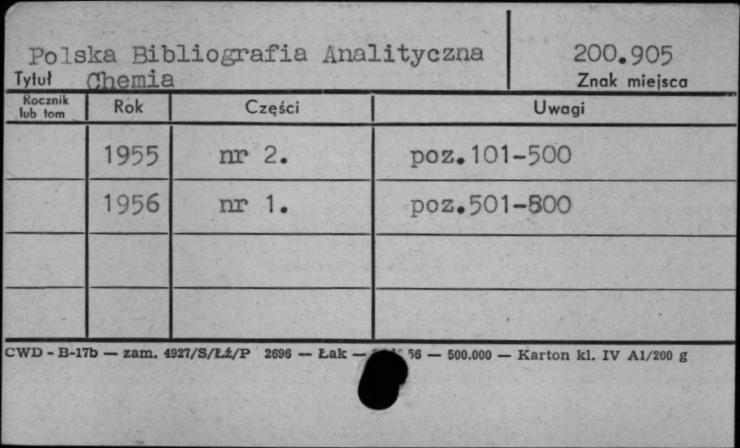 Polska Bibliografia Analityczna 200.905
Tytuł Chemia Znak miejsca
Rocznik lub tom Rok Części Uwagi
1955 nr 2. poz.101-500
1956 nr 1. poz.501-800
CWD - B-17b — zam. 4927/S/ŁŹ/P 2696 — Łak — 56 — 500.000 — Karton kl. IV A1/200 g